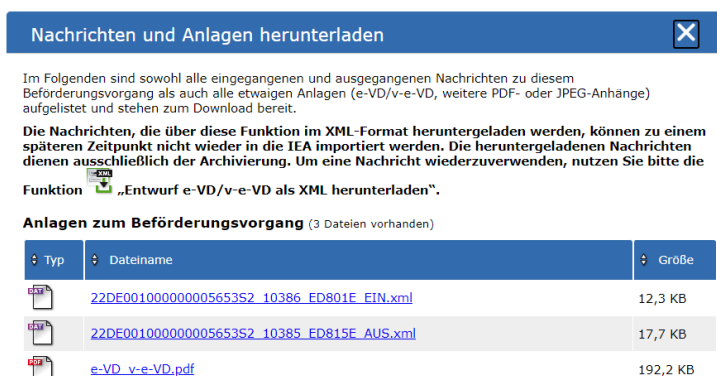 Nachrichten und Anlagen herunterladen
Im Folgenden sind sowohl alle eingegangenen und ausgegangenen Nachrichten zu diesem
Beförderungsvorgang als auch alle etwaigen Anlagen (e-VD/v-e-VD, weitere PDF- oder JPEG-Anhänge)
aufgelistet und stehen zum Download bereit.
Die Nachrichten, die über diese Funktion im XML-Format heruntergeladen werden, können zu einem
späteren Zeitpunkt nicht wieder in die IEA importiert werden. Die heruntergeladenen Nachrichten
dienen ausschließlich der Archivierung. Um eine Nachricht wiederzuverwenden, nutzen Sie bitte die
Funktion XML „Entwurf e-VD/v-e-VD als XML herunterladen“.
Anlagen zum Beförderungsvorgang (3 Dateien vorhanden)
Typ Dateiname Größe
DAT 22DE001000000005653S2_10386_ED801E_EIN.xml 12,3 KB
DAT 22DE001000000005653S2_10385_ED815E_AUS.xml 17,7 KB
PDF e-VD_v-e-VD.pdf 192,2 KB